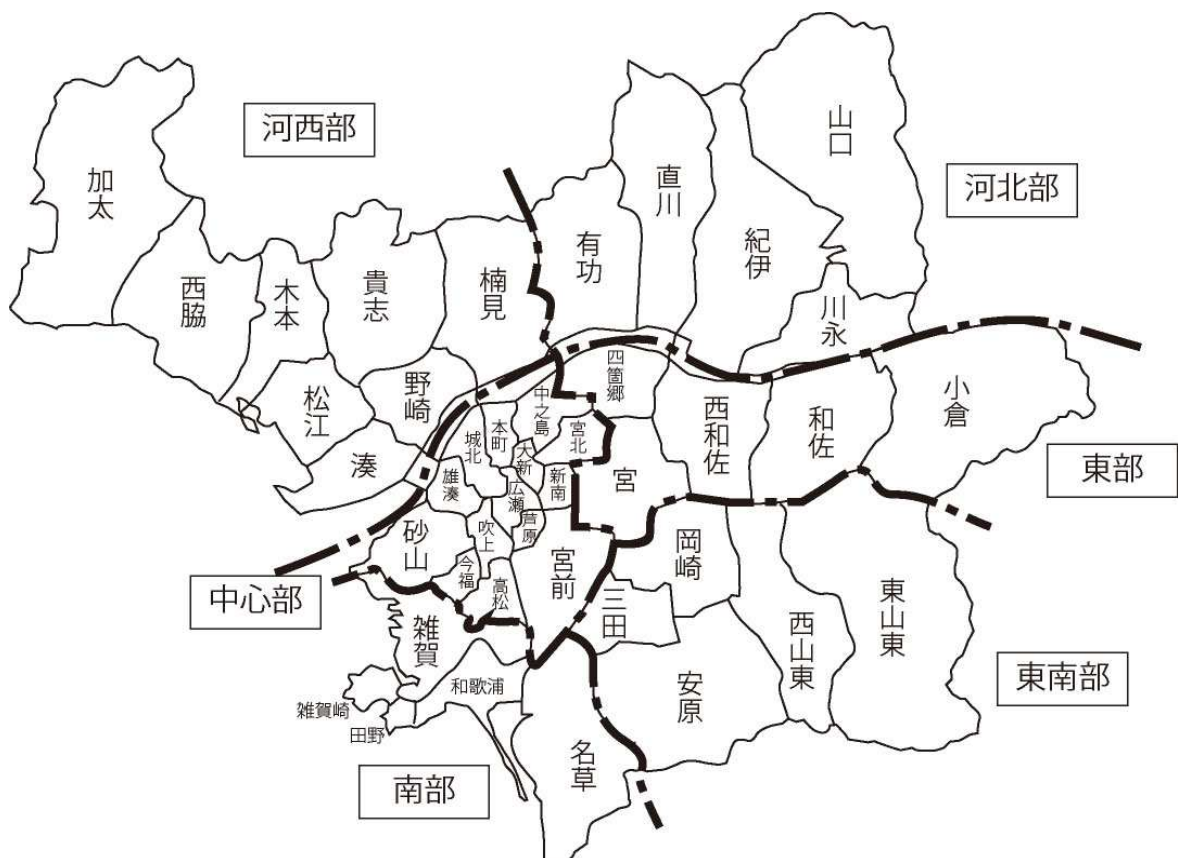 河西部
加太
西脇
木本
貴志
楠見
松江
野崎
湊
河北部
有功
直川
紀伊
山口
川永
東部
四箇郷
西和佐
和佐
小倉
宮
中心部
中之島
本町
城北
宮北
大新
新南
広瀬
芦原
雄湊
砂山
吹上
今福
高松
宮前
東南部
岡崎
三田
西山東
東山東
安原
南部
雑賀
和歌浦
雑賀崎
田野
名草